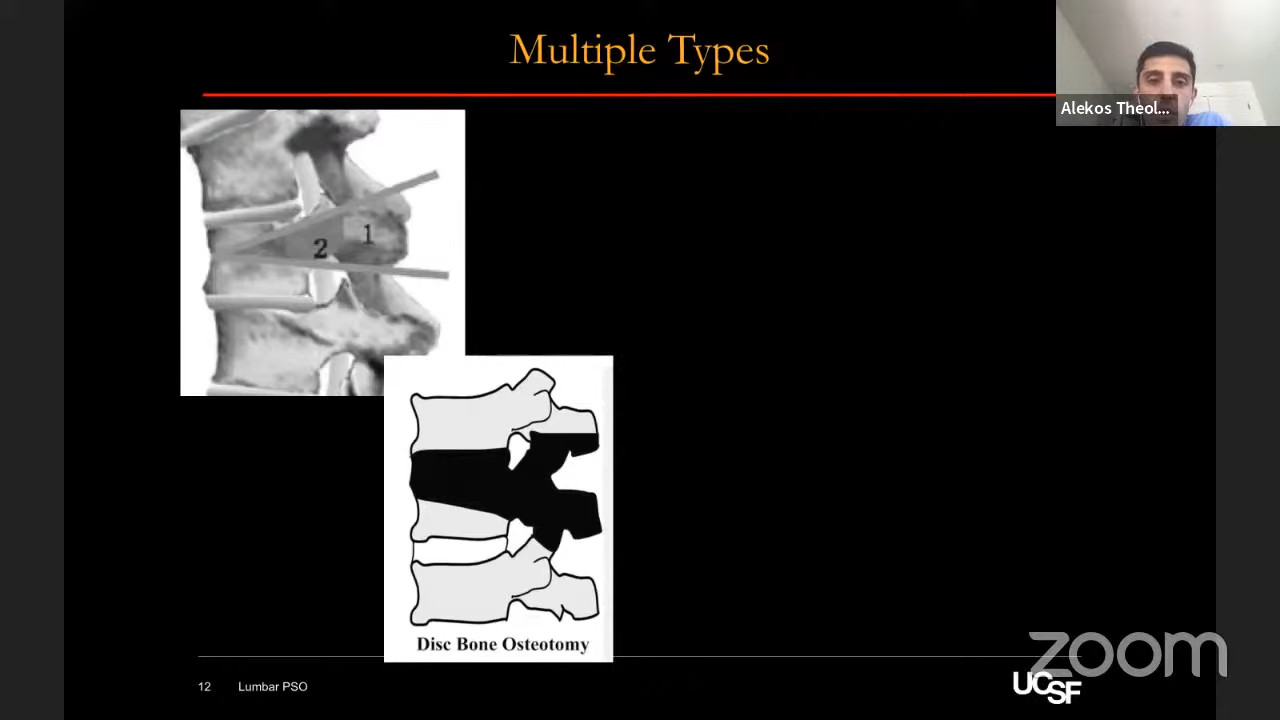 Multiple Types
Alekos Theol...
1
2
Disc Bone Osteotomy
12 Lumbar PSO
UCSF
zoom